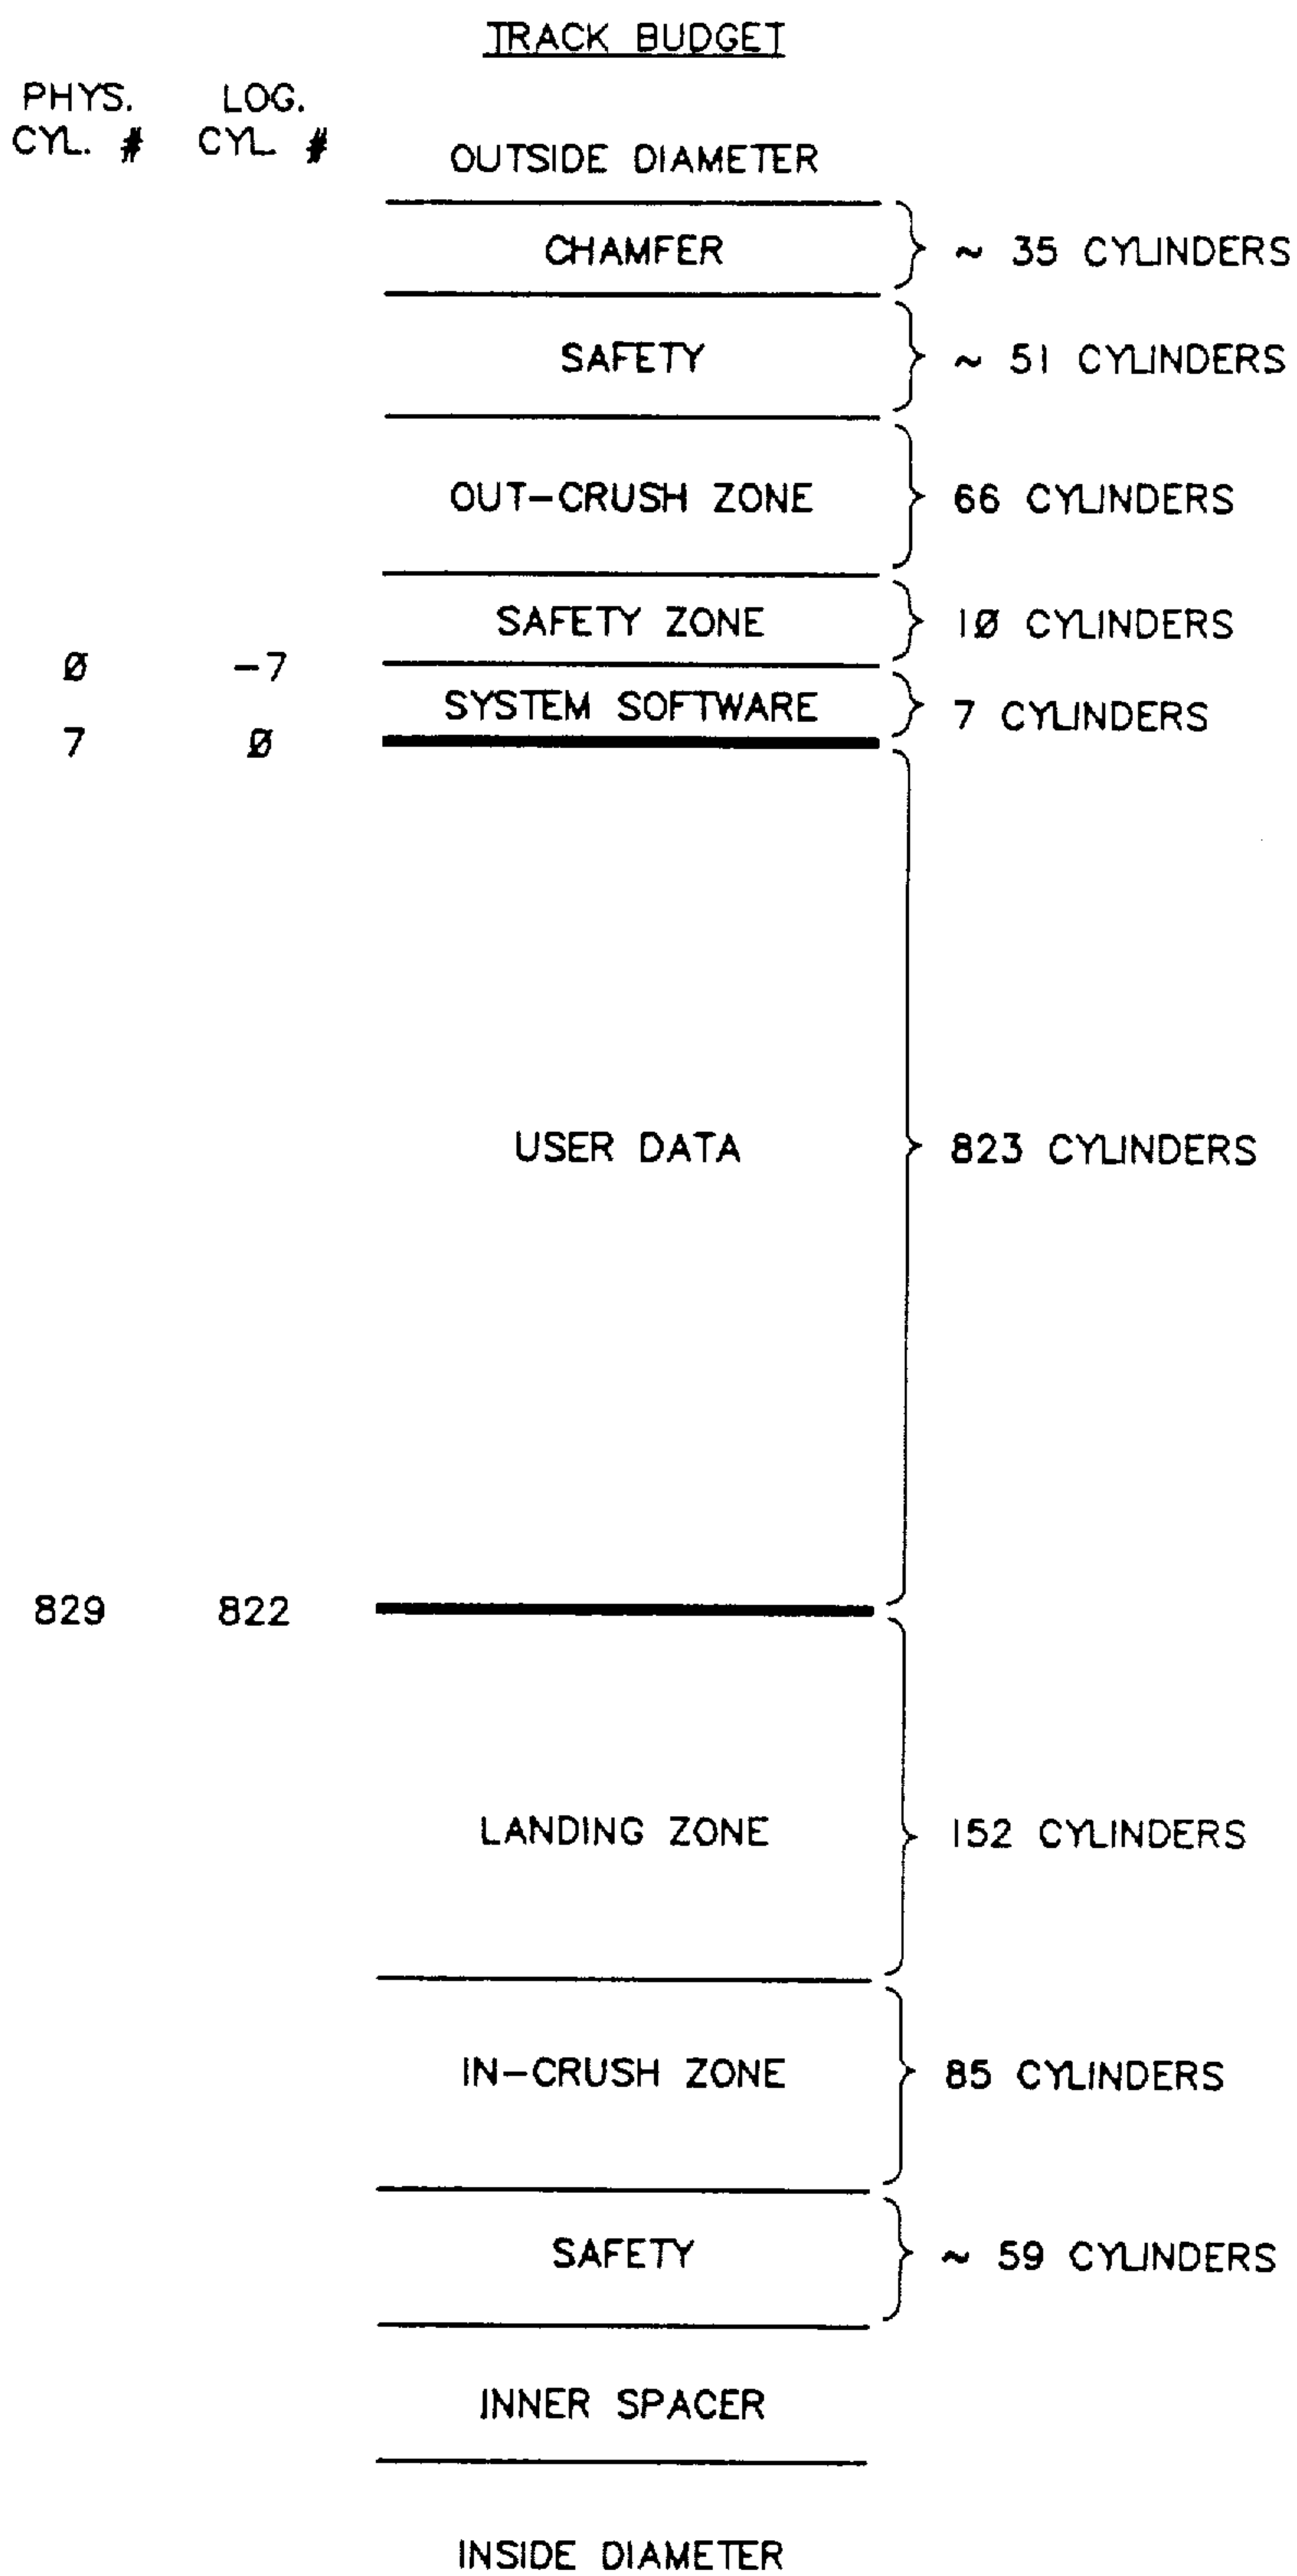 TRACK BUDGET
PHYS. LOG.
CYL. # CYL. #
OUTSIDE DIAMETER
CHAMFER ~ 35 CYLINDERS
SAFETY ~ 51 CYLINDERS
OUT-CRUSH ZONE 66 CYLINDERS
SAFETY ZONE 10 CYLINDERS
0 -7
SYSTEM SOFTWARE 7 CYLINDERS
7 0
USER DATA 823 CYLINDERS
829 822
LANDING ZONE 152 CYLINDERS
IN-CRUSH ZONE 85 CYLINDERS
SAFETY ~ 59 CYLINDERS
INNER SPACER
INSIDE DIAMETER